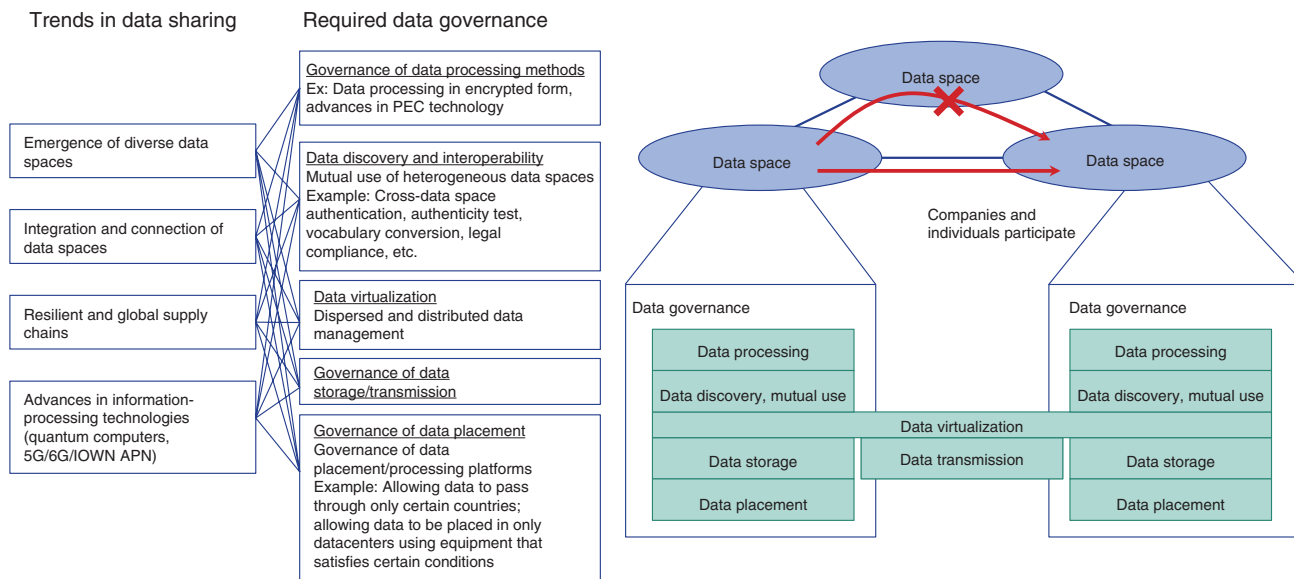 Trends in data sharing
Required data governance
Emergence of diverse data
spaces
Integration and connection of
data spaces
Resilient and global supply
chains
Advances in information-
processing technologies
(quantum computers,
5G/6G/IOWN APN)
Governance of data processing methods
Ex: Data processing in encrypted form,
advances in PEC technology
Data discovery and interoperability
Mutual use of heterogeneous data spaces
Example: Cross-data space
authentication, authenticity test,
vocabulary conversion, legal
compliance, etc.
Data virtualization
Dispersed and distributed data
management
Governance of data
storage/transmission
Governance of data placement
Governance of data
placement/processing platforms
Example: Allowing data to pass
through only certain countries;
allowing data to be placed in only
datacenters using equipment that
satisfies certain conditions
Data space
Data space
Data space
Companies and
individuals participate
Data governance
Data processing
Data discovery, mutual use
Data virtualization
Data storage
Data transmission
Data placement
Data governance
Data processing
Data discovery, mutual use
Data storage
Data placement